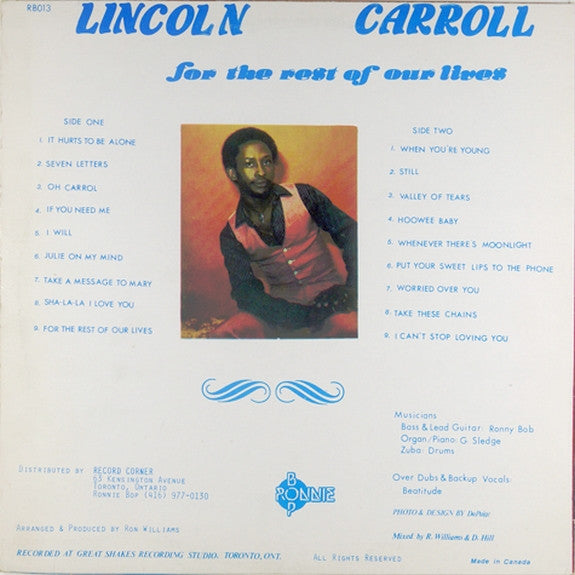 RB013
LINCOLN CARROLL
for the rest of our lives
SIDE ONE
1. IT HURTS TO BE ALONE
2. SEVEN LETTERS
3. OH CARROL
4. IF YOU NEED ME
5. I WILL
6. JULIE ON MY MIND
7. TAKE A MESSAGE TO MARY
8. SHA-LA-LA I LOVE YOU
9. FOR THE REST OF OUR LIVES
SIDE TWO
1. WHEN YOU'RE YOUNG
2. STILL
3. VALLEY OF TEARS
4. HOOWEE BABY
5. WHENEVER THERE'S MOONLIGHT
6. PUT YOUR SWEET LIPS TO THE PHONE
7. WORRIED OVER YOU
8. TAKE THESE CHAINS
9. I CAN'T STOP LOVING YOU
Musicians
Bass & Lead Guitar: Ronny Bob
Organ/Piano: G. Sledge
Zuba: Drums
Over Dubs & Backup Vocals:
Beatitude
PHOTO & DESIGN BY DePaiz
Mixed by R. Williams & D. Hill
Made in Canada
DISTRIBUTED BY: RECORD CORNER
63 KENSINGTON AVENUE
TORONTO, ONTARIO
RONNIE BOP (416) 977-0130
RONNIE
BOP
ARRANGED & PRODUCED BY RON WILLIAMS
RECORDED AT GREAT SHAKES RECORDING STUDIO. TORONTO, ONT.
ALL RIGHTS RESERVED